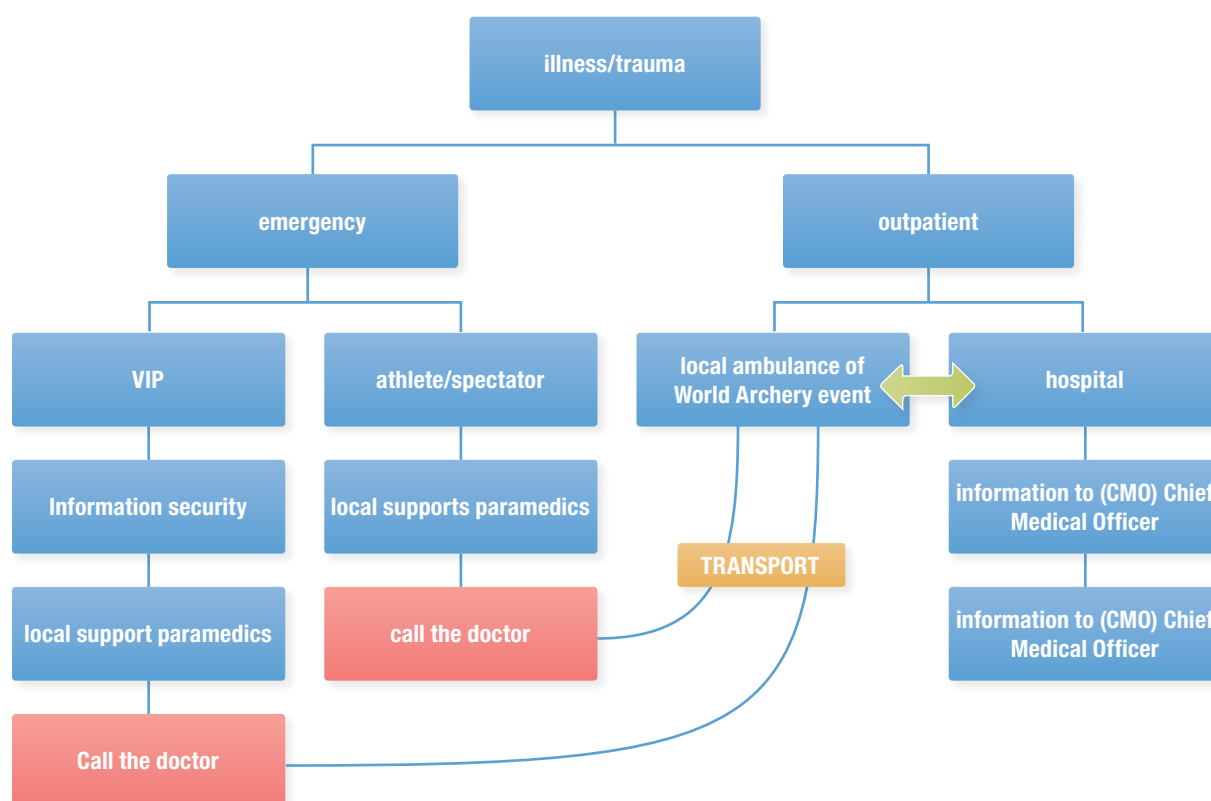 illness/trauma
emergency
outpatient
VIP
athlete/spectator
local ambulance of
World Archery event
hospital
Information security
local supports paramedics
information to (CMO) Chief
Medical Officer
TRANSPORT
local support paramedics
call the doctor
information to (CMO) Chief
Medical Officer
Call the doctor